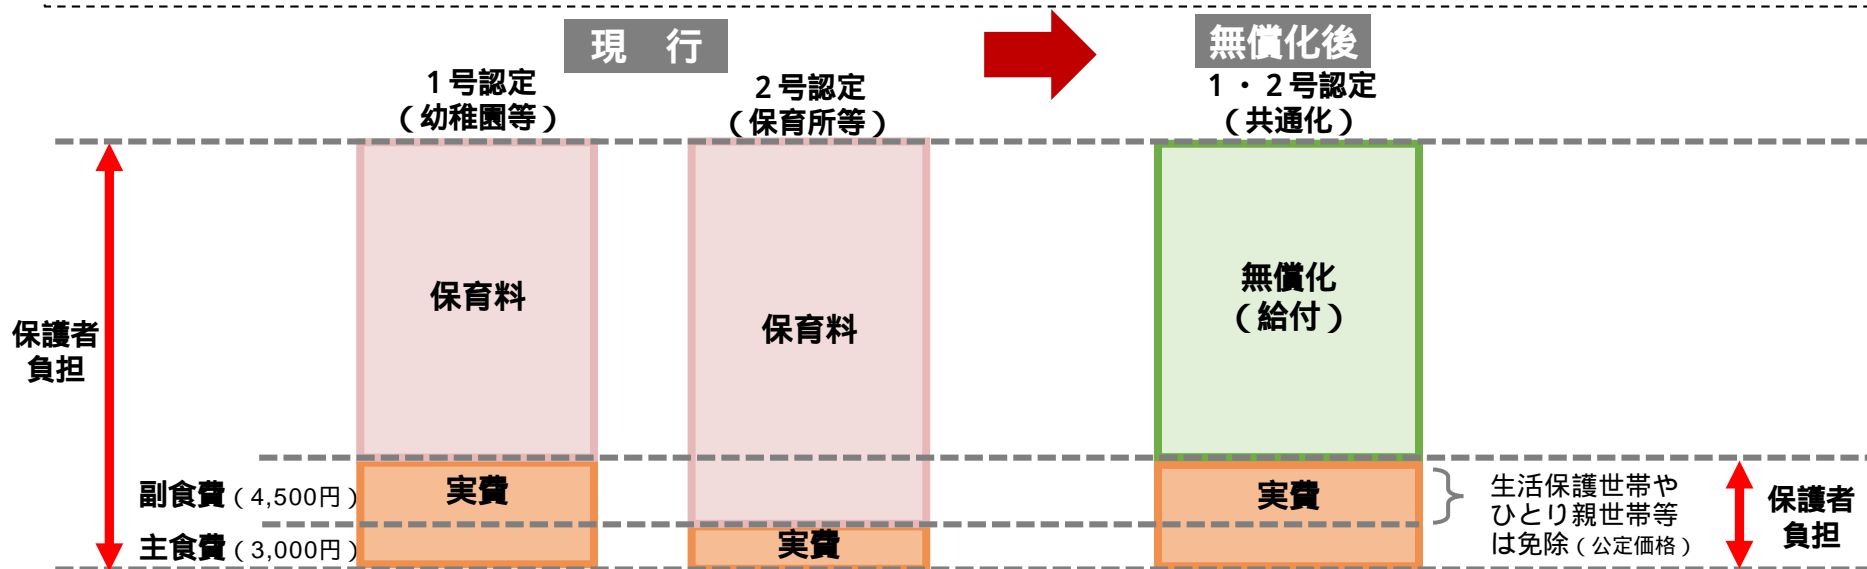 現 行
無償化後
1号認定
(幼稚園等)
2号認定
(保育所等)
1・2号認定
(共通化)
保育料
保育料
無償化
(給付)
保護者
負担
副食費(4,500円)
実費
実費
生活保護世帯や
ひとり親世帯等
は免除(公定価格)
保護者
負担
主食費(3,000円)
実費